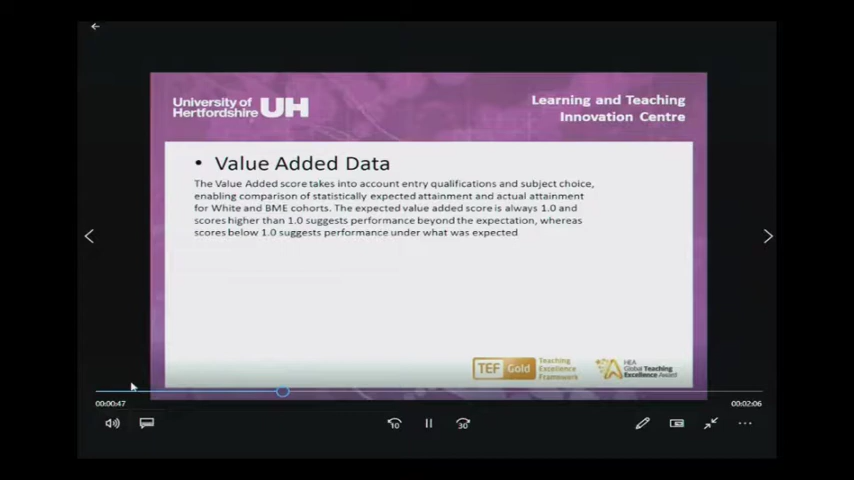 University of
Hertfordshire UH
Learning and Teaching
Innovation Centre
• Value Added Data
The Value Added score takes into account entry qualifications and subject choice,
enabling comparison of statistically expected attainment and actual attainment
for White and BME cohorts. The expected value added score is always 1.0 and
scores higher than 1.0 suggests performance beyond the expectation, whereas
scores below 1.0 suggests performance under what was expected
TEF Gold
Teaching
Excellence
Framework
HEA
Global Teaching
Excellence Award
00:00:47
00:02:06
10
30